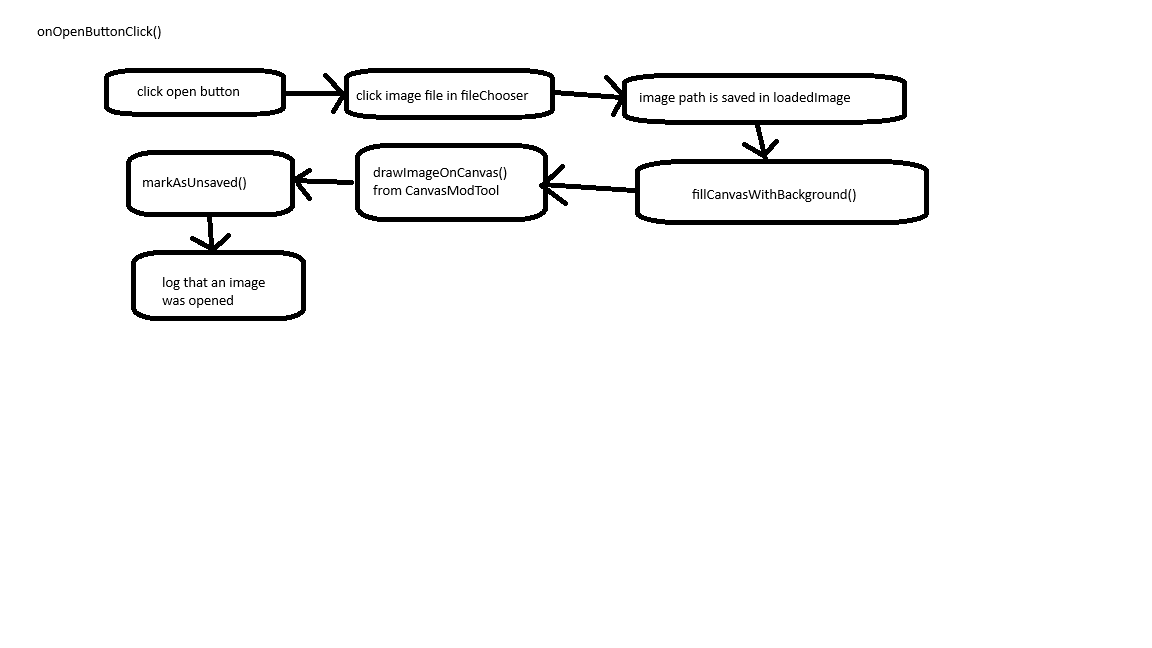 onOpenButtonClick()
click open button
click image file in fileChooser
image path is saved in loadedImage
fillCanvasWithBackground()
drawImageOnCanvas()
from CanvasModTool
markAsUnsaved()
log that an image
was opened